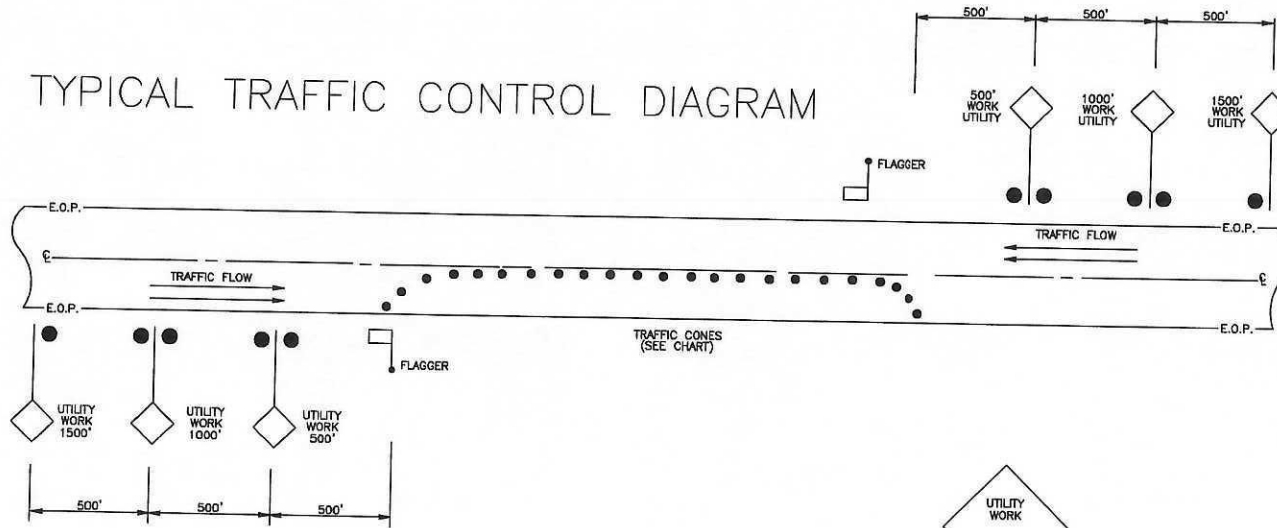 500' 500' 500'
TYPICAL TRAFFIC CONTROL DIAGRAM
500'
WORK
UTILITY
1000'
WORK
UTILITY
1500'
WORK
UTILITY
FLAGGER
E.O.P.
E.O.P.
TRAFFIC FLOW
℄
TRAFFIC FLOW
℄
E.O.P.
E.O.P.
TRAFFIC CONES
(SEE CHART)
FLAGGER
UTILITY
WORK
1500'
UTILITY
WORK
1000'
UTILITY
WORK
500'
500' 500' 500'
UTILITY
WORK